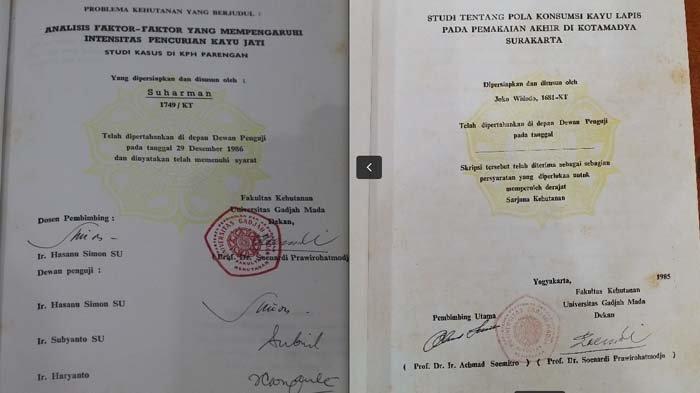 PROBLEMA KEHUTANAN YANG BERJUDUL :
ANALISIS FAKTOR-FAKTOR YANG MEMPENGARUHI
INTENSITAS PENCURIAN KAYU JATI
STUDI KASUS DI KPH PARENGAN
Yang dipersiapkan dan disusun oleh :
Suharman
1749/KT
Telah dipertahankan di depan Dewan Penguji
pada tanggal 29 Desember 1986
dan dinyatakan telah memenuhi syarat
Fakultas Kehutanan
Universitas Gadjah Mada
Dekan,
Dosen Pembimbing :
Ir. Hasanu Simon SU
(Prof. Dr. Soenardi Prawirohatmodjo
Dewan penguji :
Ir. Hasanu Simon SU
Ir. Subyanto SU
Ir. Haryanto
STUDI TENTANG POLA KONSUMSI KAYU LAPIS
PADA PEMAKAIAN AKHIR DI KOTAMADYA
SURAKARTA
Dipersiapkan dan disusun oleh
Joko Widodo, 1681-KT
Telah dipertahankan di depan Dewan Penguji
pada tanggal
Skripsi tersebut telah diterima sebagai sebagian
persyaratan yang diperlukan untuk
memperoleh derajat
Sarjana Kehutanan
Yogyakarta, 1985
Fakultas Kehutanan
Universitas Gadjah Mada
Dekan
Pembimbing Utama
( Prof. Dr. Ir. Achmad Soemitro ) ( Prof. Dr. Soenardi Prawirohatmodjo )